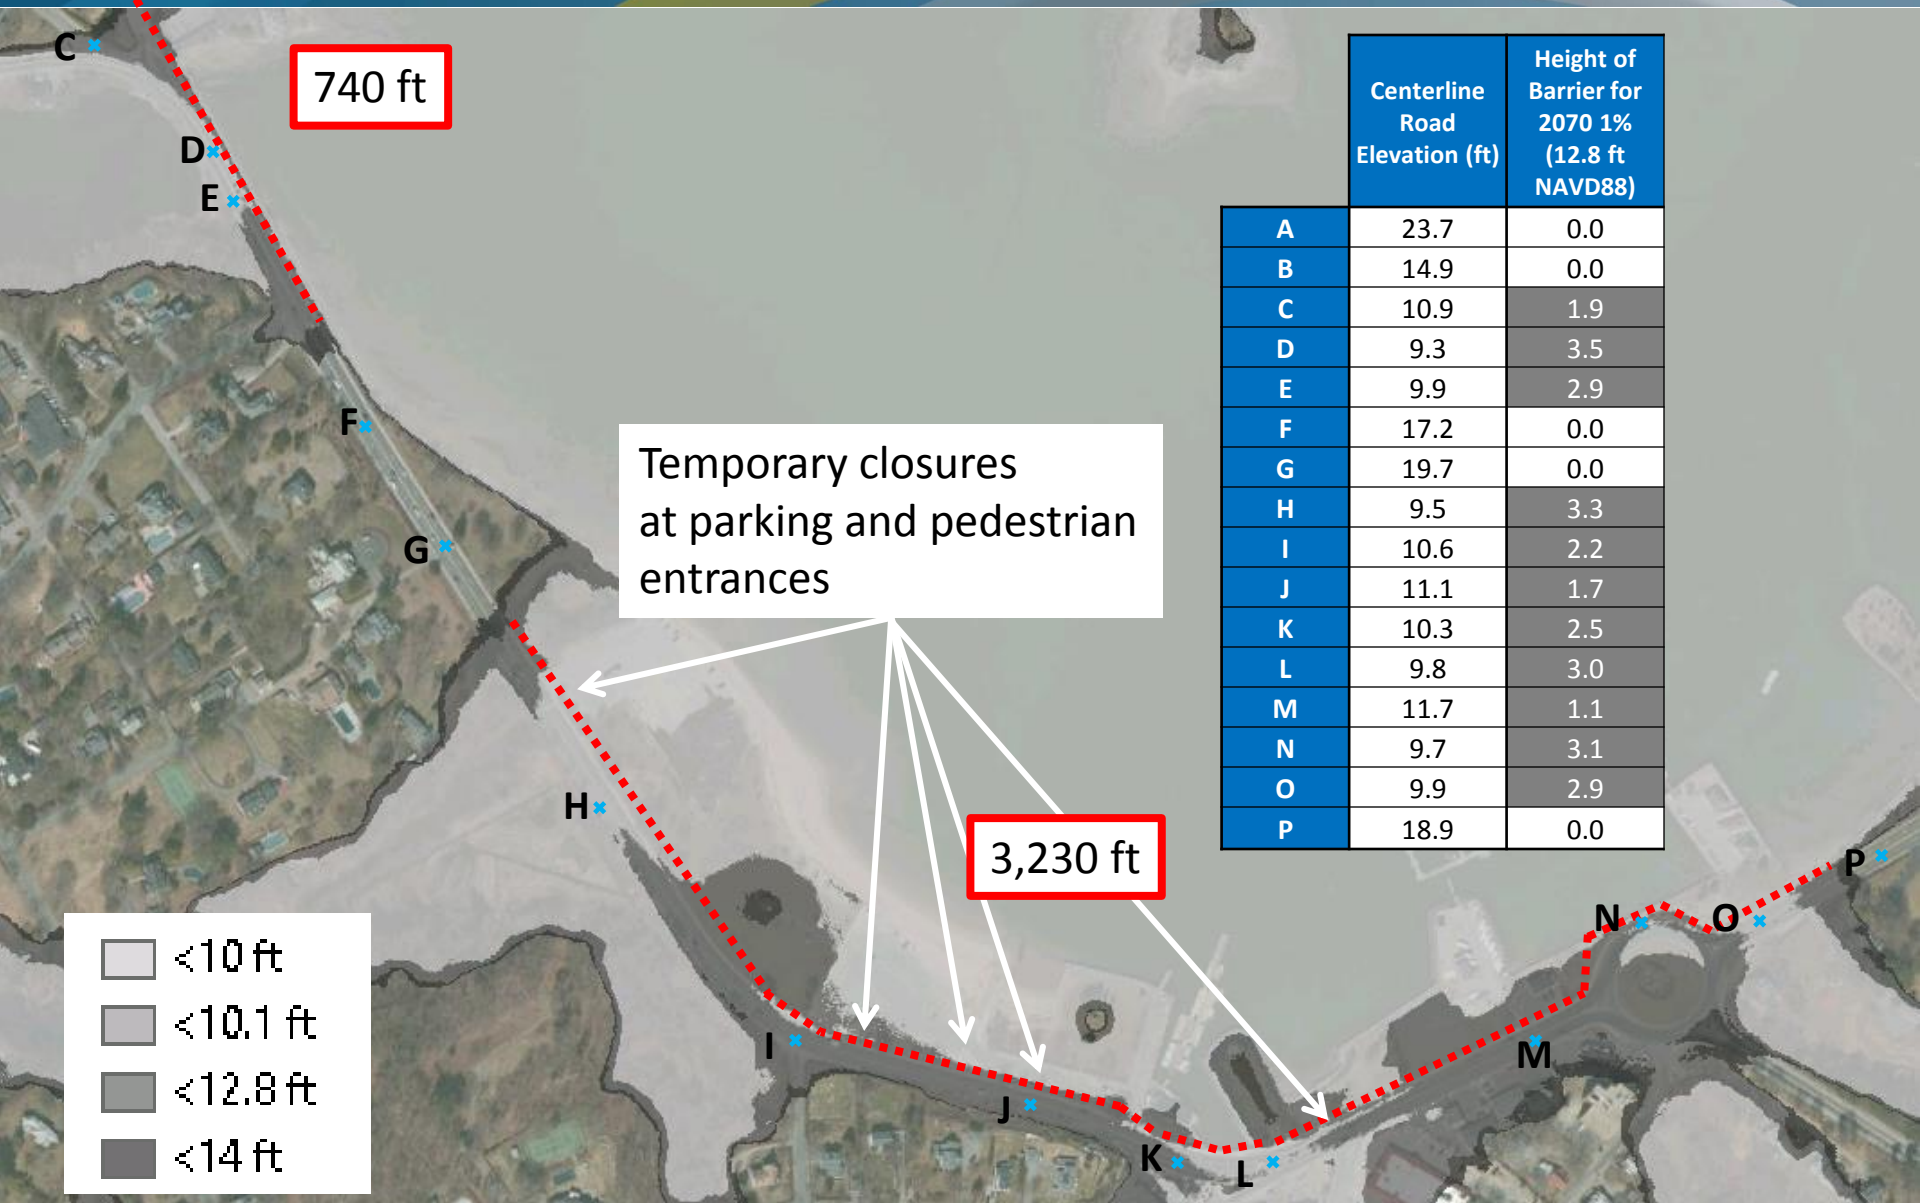 C
740 ft
D
E
F
G
Temporary closures
at parking and pedestrian
entrances
H
3,230 ft
I
J
K
L
M
N
O
P
Centerline
Road
Elevation (ft)
Height of
Barrier for
2070 1%
(12.8 ft
NAVD88)
A 23.7 0.0
B 14.9 0.0
C 10.9 1.9
D 9.3 3.5
E 9.9 2.9
F 17.2 0.0
G 19.7 0.0
H 9.5 3.3
I 10.6 2.2
J 11.1 1.7
K 10.3 2.5
L 9.8 3.0
M 11.7 1.1
N 9.7 3.1
O 9.9 2.9
P 18.9 0.0
<10 ft
<10.1 ft
<12.8 ft
<14 ft